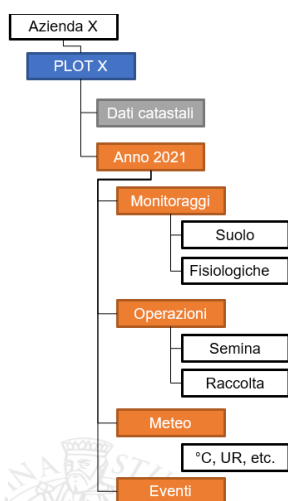 Azienda X
PLOT X
Dati catastali
Anno 2021
Monitoraggi
Suolo
Fisiologiche
Operazioni
Semina
Raccolta
Meteo
°C, UR, etc.
Eventi